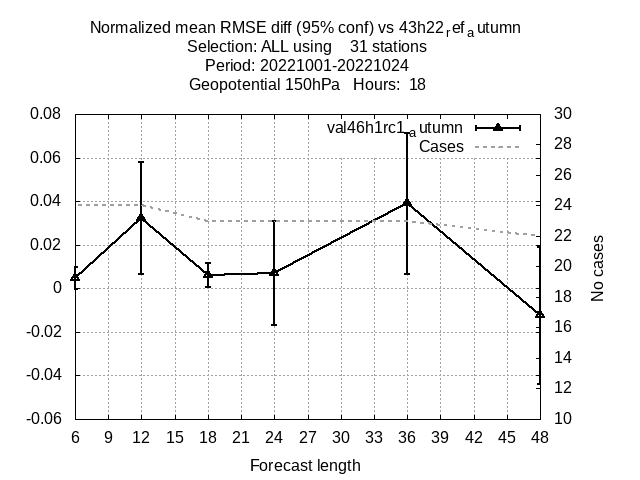 Normalized mean RMSE diff (95% conf) vs 43h22refautumn
Selection: ALL using 31 stations
Period: 20221001-20221024
Geopotential 150hPa Hours: 18
val46h1rc1autumn
Cases
0.08
0.06
0.04
0.02
0
-0.02
-0.04
-0.06
30
28
26
24
22
20
18
16
14
12
10
No cases
6 9 12 15 18 21 24 27 30 33 36 39 42 45 48
Forecast length